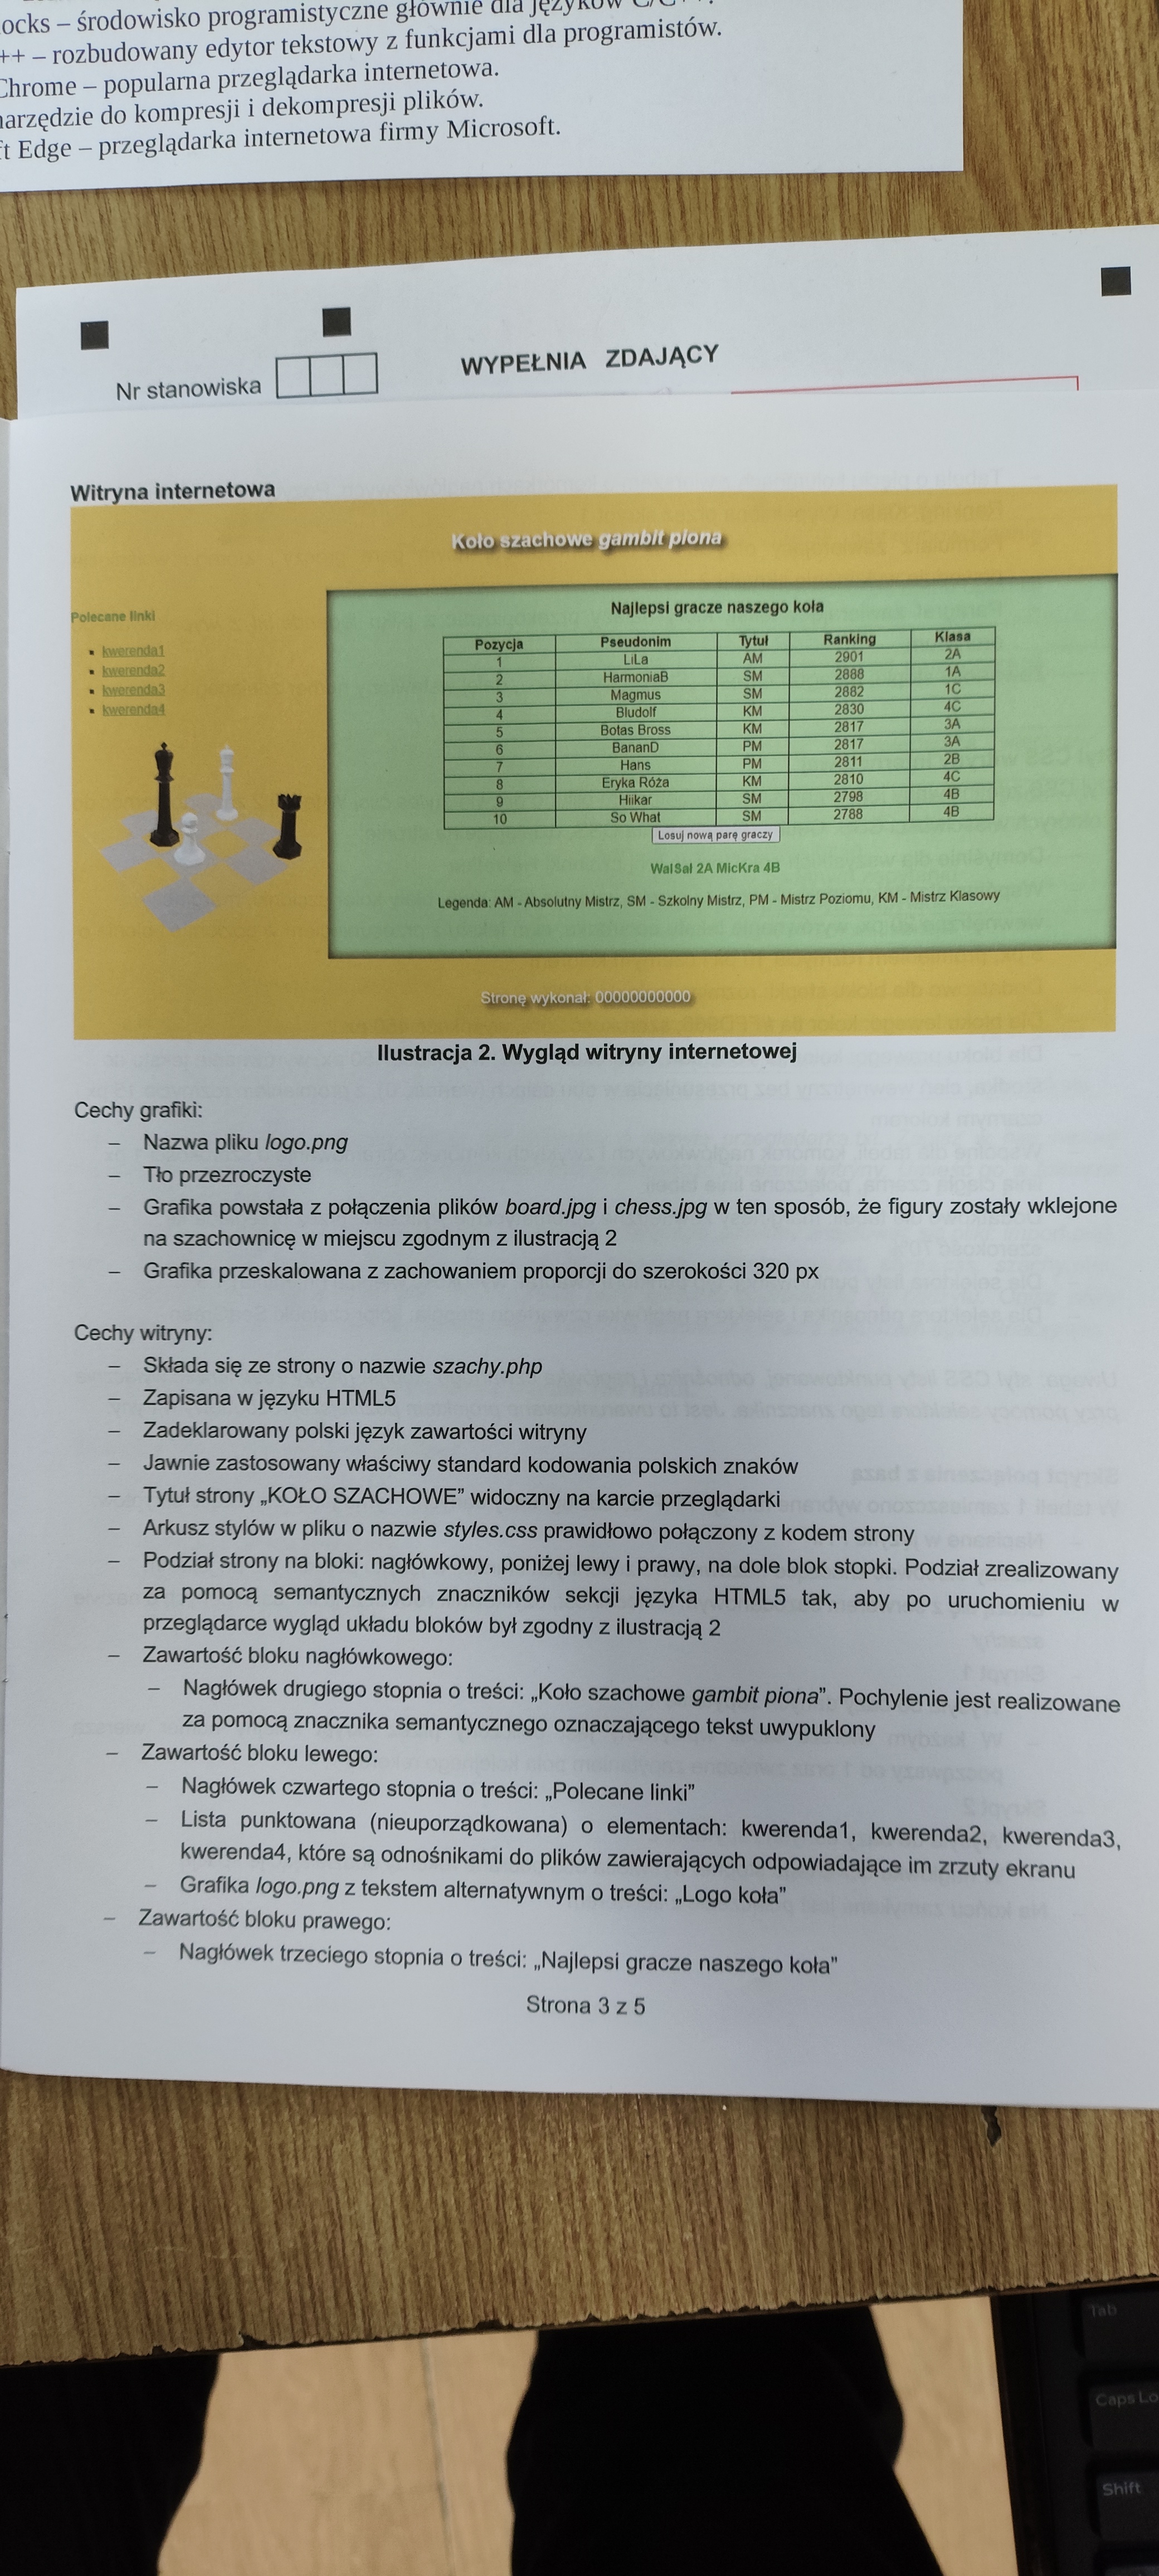 ocks – środowisko programistyczne głównie dla języków C/C++.
++ – rozbudowany edytor tekstowy z funkcjami dla programistów.
Chrome – popularna przeglądarka internetowa.
narzędzie do kompresji i dekompresji plików.
ft Edge – przeglądarka internetowa firmy Microsoft.
Nr stanowiska
WYPEŁNIA ZDAJĄCY
Witryna internetowa
Koło szachowe gambit piona
Polecane linki
kwerenda1
kwerenda2
kwerenda3
kwerenda4
Najlepsi gracze naszego koła
Pozycja Pseudonim Tytuł Ranking Klasa
1 LiLa AM 2901 2A
2 HarmoniaB SM 2888 1A
3 Magmus SM 2882 1C
4 Bludolf KM 2830 4C
5 Botas Bross KM 2817 3A
6 BananD PM 2817 3A
7 Hans PM 2811 2B
8 Eryka Róża KM 2810 4C
9 Hiikar SM 2798 4B
10 So What SM 2788 4B
Losuj nową parę graczy
WalSal 2A MicKra 4B
Legenda: AM - Absolutny Mistrz, SM - Szkolny Mistrz, PM - Mistrz Poziomu, KM - Mistrz Klasowy
Stronę wykonał: 00000000000
Ilustracja 2. Wygląd witryny internetowej
Cechy grafiki:
– Nazwa pliku logo.png
– Tło przezroczyste
– Grafika powstała z połączenia plików board.jpg i chess.jpg w ten sposób, że figury zostały wklejone
na szachownicę w miejscu zgodnym z ilustracją 2
– Grafika przeskalowana z zachowaniem proporcji do szerokości 320 px
Cechy witryny:
– Składa się ze strony o nazwie szachy.php
– Zapisana w języku HTML5
– Zadeklarowany polski język zawartości witryny
– Jawnie zastosowany właściwy standard kodowania polskich znaków
– Tytuł strony „KOŁO SZACHOWE” widoczny na karcie przeglądarki
– Arkusz stylów w pliku o nazwie styles.css prawidłowo połączony z kodem strony
– Podział strony na bloki: nagłówkowy, poniżej lewy i prawy, na dole blok stopki. Podział zrealizowany
za pomocą semantycznych znaczników sekcji języka HTML5 tak, aby po uruchomieniu w
przeglądarce wygląd układu bloków był zgodny z ilustracją 2
– Zawartość bloku nagłówkowego:
– Nagłówek drugiego stopnia o treści: „Koło szachowe gambit piona”. Pochylenie jest realizowane
za pomocą znacznika semantycznego oznaczającego tekst uwypuklony
– Zawartość bloku lewego:
– Nagłówek czwartego stopnia o treści: „Polecane linki”
– Lista punktowana (nieuporządkowana) o elementach: kwerenda1, kwerenda2, kwerenda3,
kwerenda4, które są odnośnikami do plików zawierających odpowiadające im zrzuty ekranu
– Grafika logo.png z tekstem alternatywnym o treści: „Logo koła”
– Zawartość bloku prawego:
– Nagłówek trzeciego stopnia o treści: „Najlepsi gracze naszego koła”
Strona 3 z 5
Tab
Caps Lo
Shift